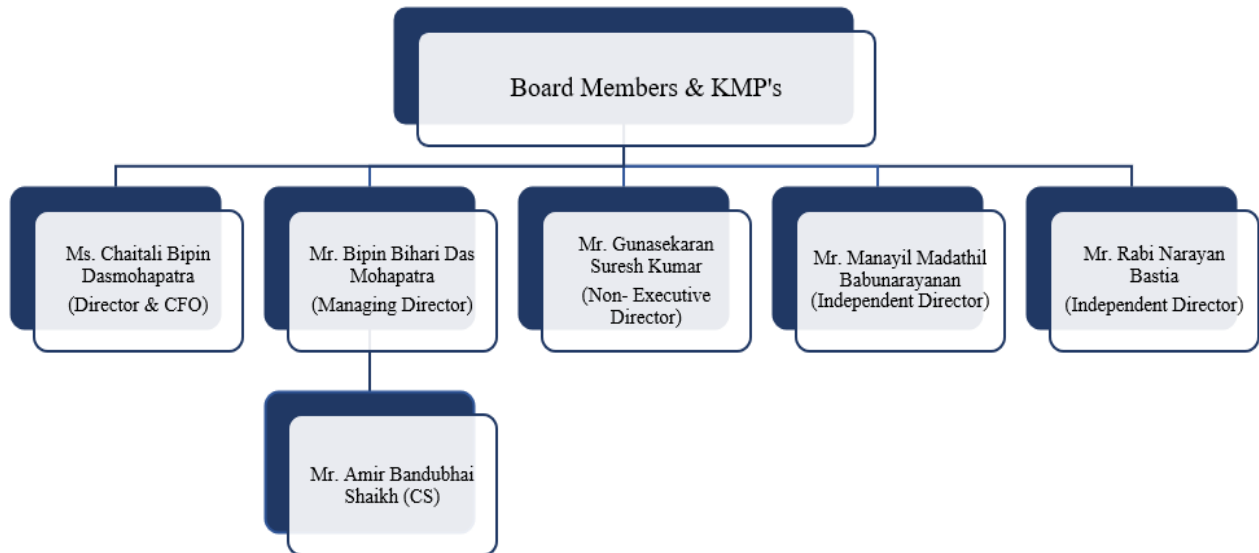 Board Members & KMP's
Ms. Chaitali Bipin
Dasmohapatra
(Director & CFO)
Mr. Bipin Bihari Das
Mohapatra
(Managing Director)
Mr. Gunasekaran
Suresh Kumar
(Non- Executive
Director)
Mr. Manayil Madathil
Babunarayanan
(Independent Director)
Mr. Rabi Narayan
Bastia
(Independent Director)
Mr. Amir Bandubhai
Shaikh (CS)